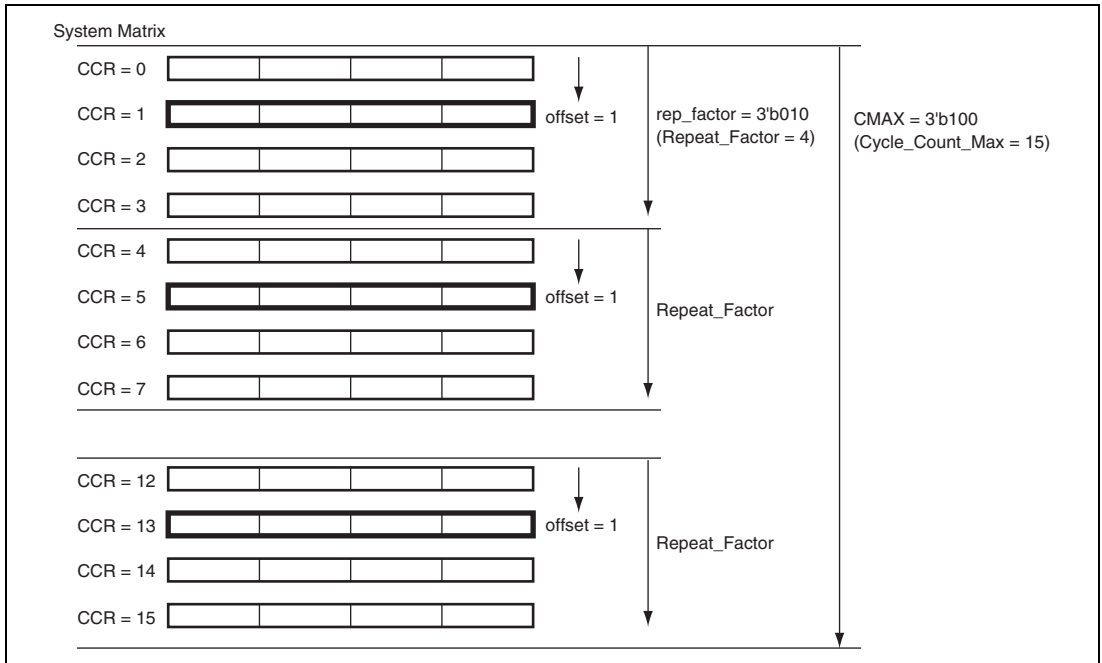 System Matrix
CCR = 0
CCR = 1
offset = 1
rep_factor = 3'b010
(Repeat_Factor = 4)
CMAX = 3'b100
(Cycle_Count_Max = 15)
CCR = 2
CCR = 3
CCR = 4
CCR = 5
offset = 1
Repeat_Factor
CCR = 6
CCR = 7
CCR = 12
CCR = 13
offset = 1
Repeat_Factor
CCR = 14
CCR = 15